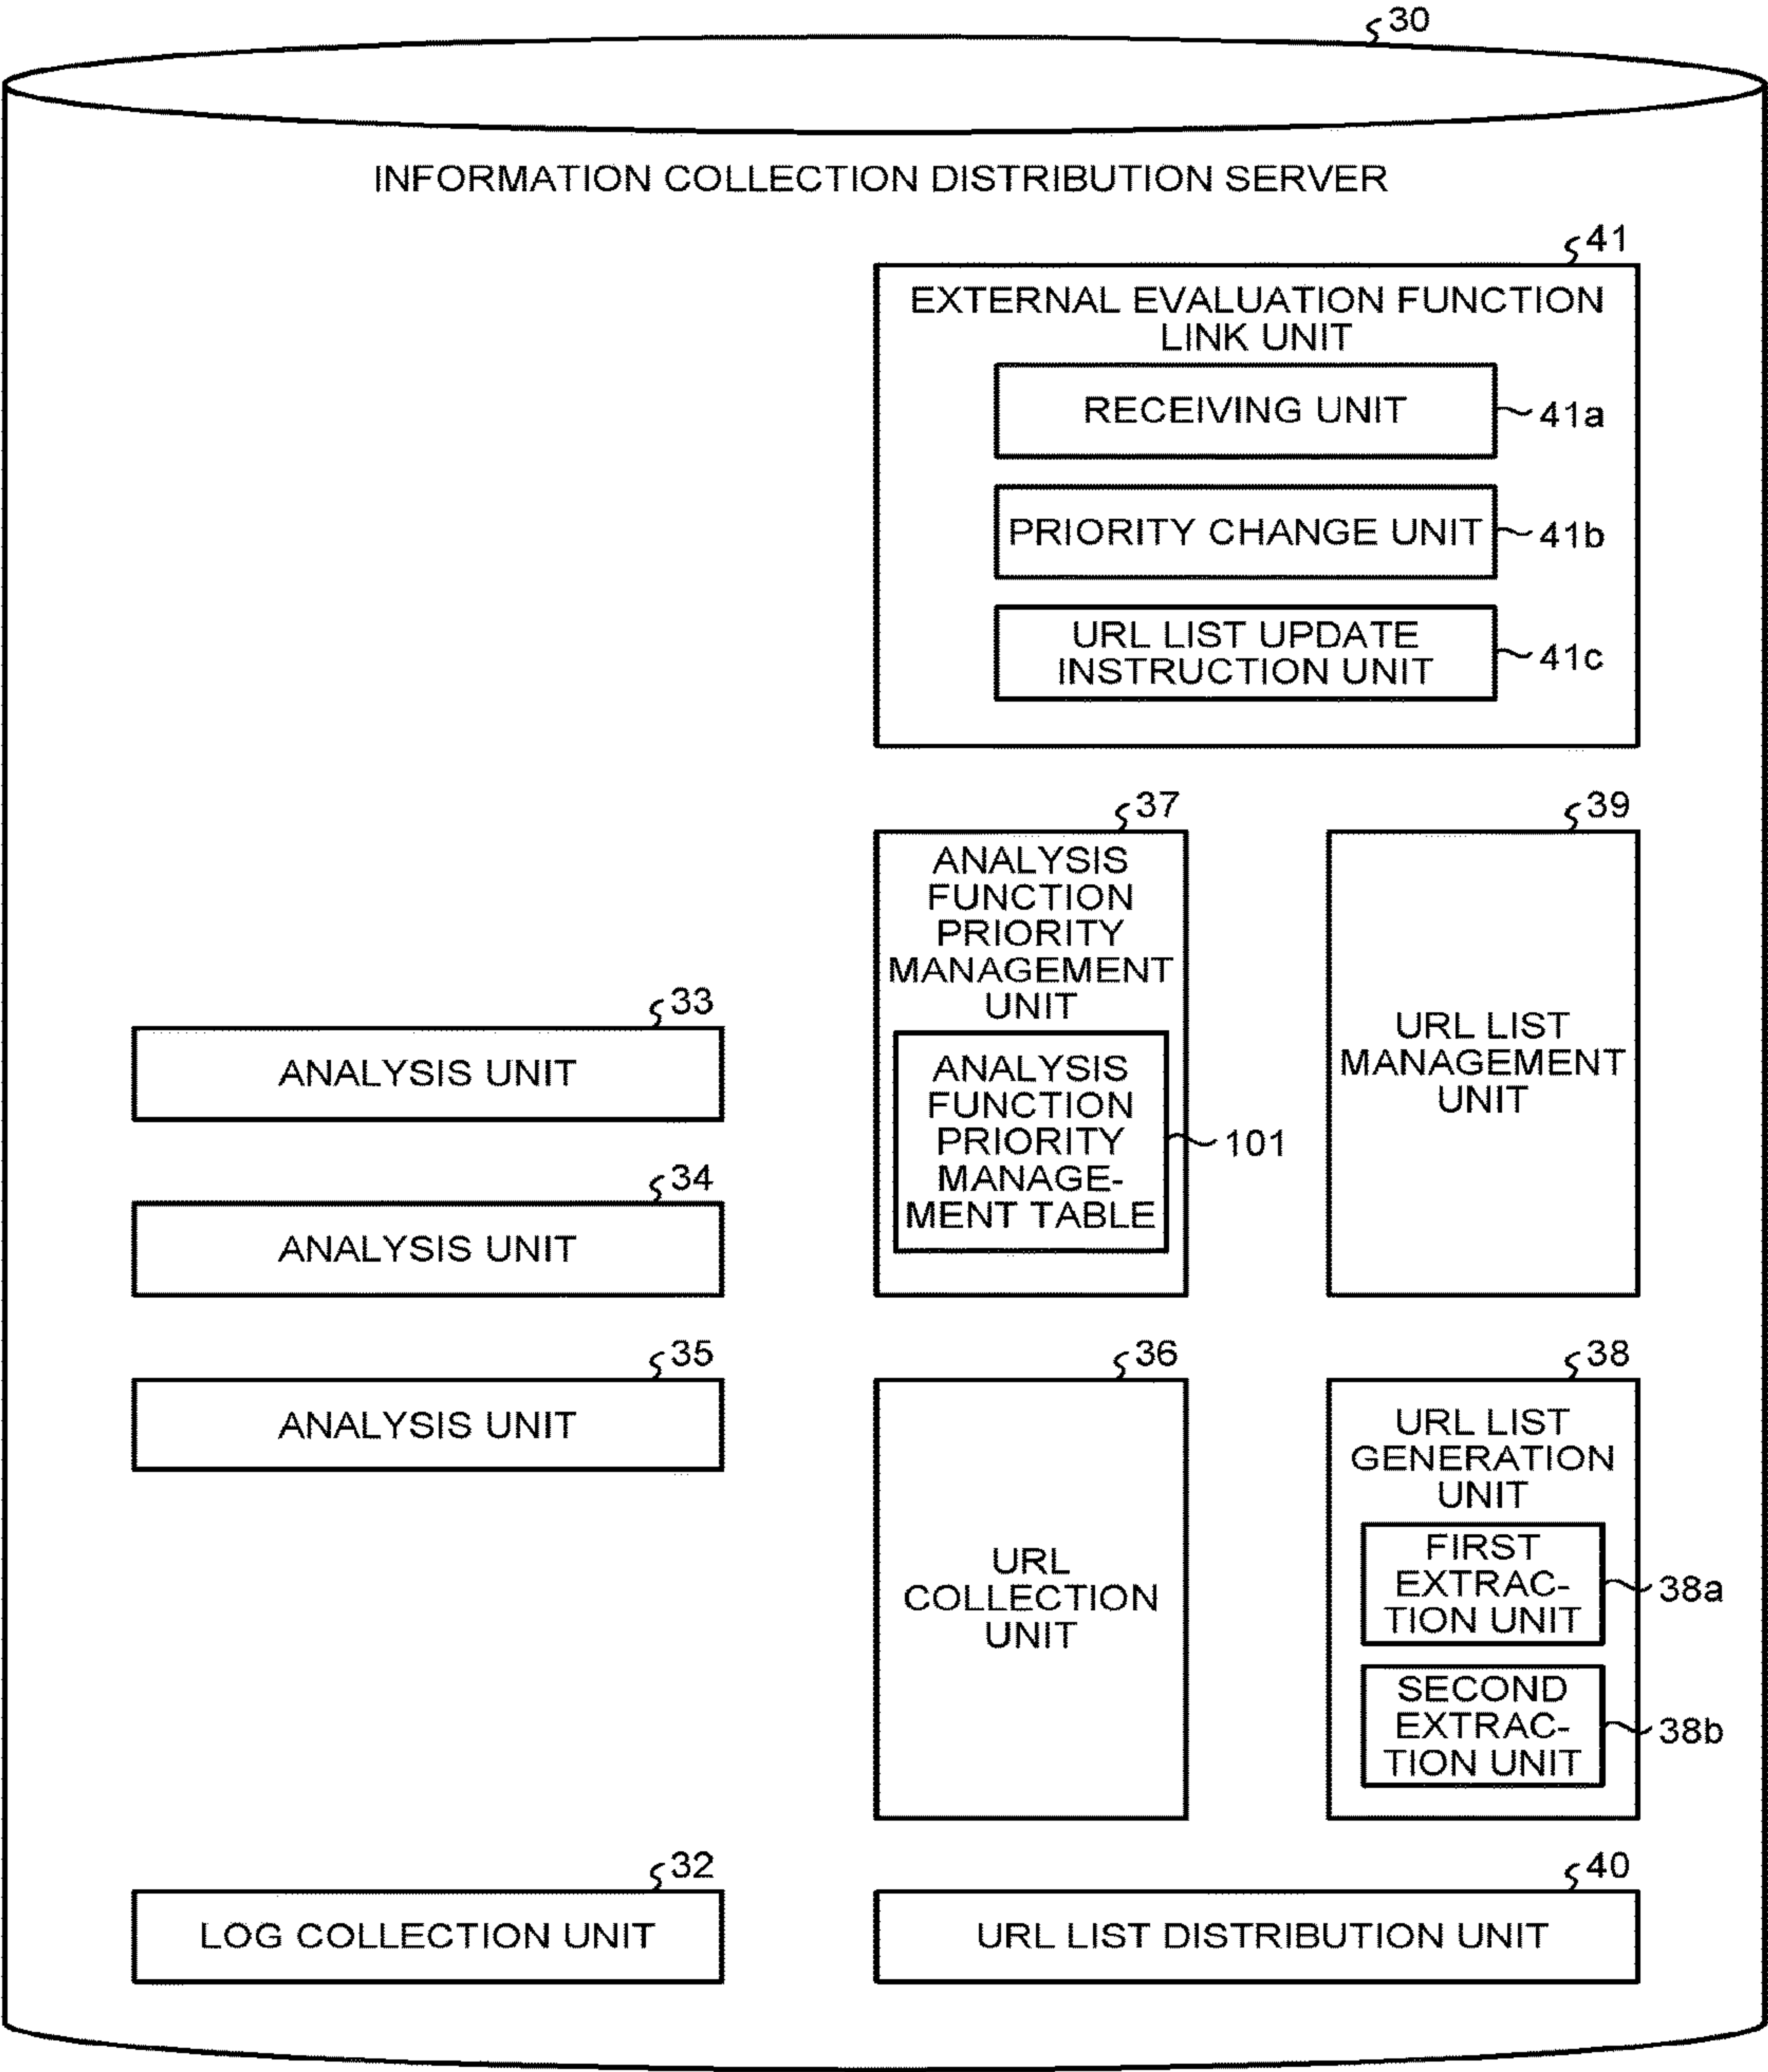 30
INFORMATION COLLECTION DISTRIBUTION SERVER
41
EXTERNAL EVALUATION FUNCTION
LINK UNIT
RECEIVING UNIT
41a
PRIORITY CHANGE UNIT
41b
URL LIST UPDATE
INSTRUCTION UNIT
41c
37
ANALYSIS
FUNCTION
PRIORITY
MANAGEMENT
UNIT
ANALYSIS
FUNCTION
PRIORITY
MANAGE-
MENT TABLE
101
39
URL LIST
MANAGEMENT
UNIT
33
ANALYSIS UNIT
34
ANALYSIS UNIT
35
ANALYSIS UNIT
36
URL
COLLECTION
UNIT
38
URL LIST
GENERATION
UNIT
FIRST
EXTRAC-
TION UNIT
38a
SECOND
EXTRAC-
TION UNIT
38b
32
LOG COLLECTION UNIT
40
URL LIST DISTRIBUTION UNIT